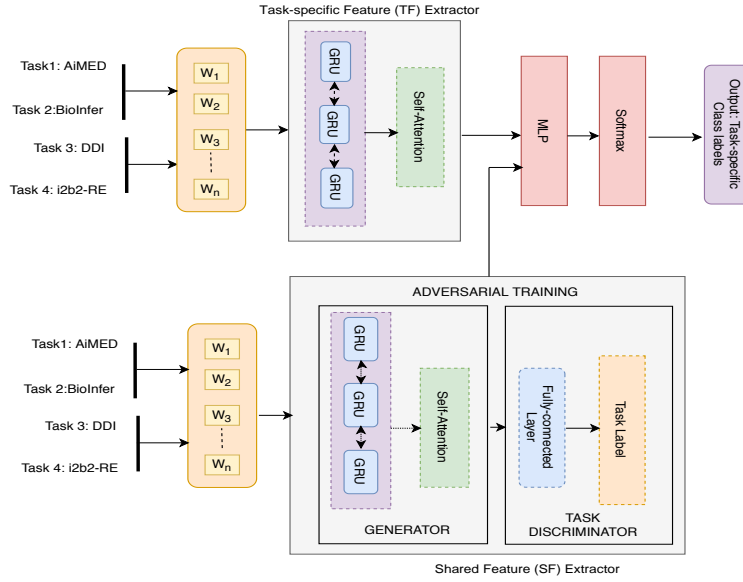 Task-specific Feature (TF) Extractor
Task1: AiMED
Task 2:BioInfer
Task 3: DDI
Task 4: i2b2-RE
W1
W2
W3
Wn
GRU
GRU
GRU
Self-Attention
MLP
Softmax
Output: Task-specific
Class labels
ADVERSARIAL TRAINING
Task1: AiMED
Task 2:BioInfer
Task 3: DDI
Task 4: i2b2-RE
W1
W2
W3
Wn
GRU
GRU
GRU
Self-Attention
GENERATOR
Fully-connected
Layer
Task Label
TASK
DISCRIMINATOR
Shared Feature (SF) Extractor